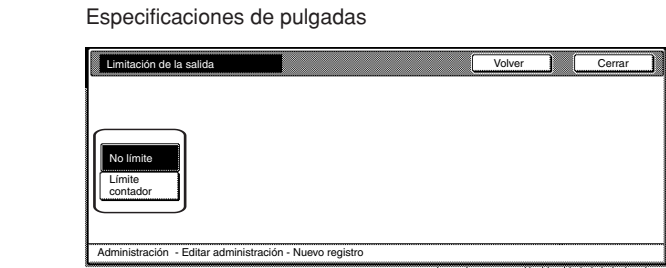 Especificaciones de pulgadas
Limitación de la salida
Volver
Cerrar
No límite
Límite
contador
Administración - Editar administración - Nuevo registro